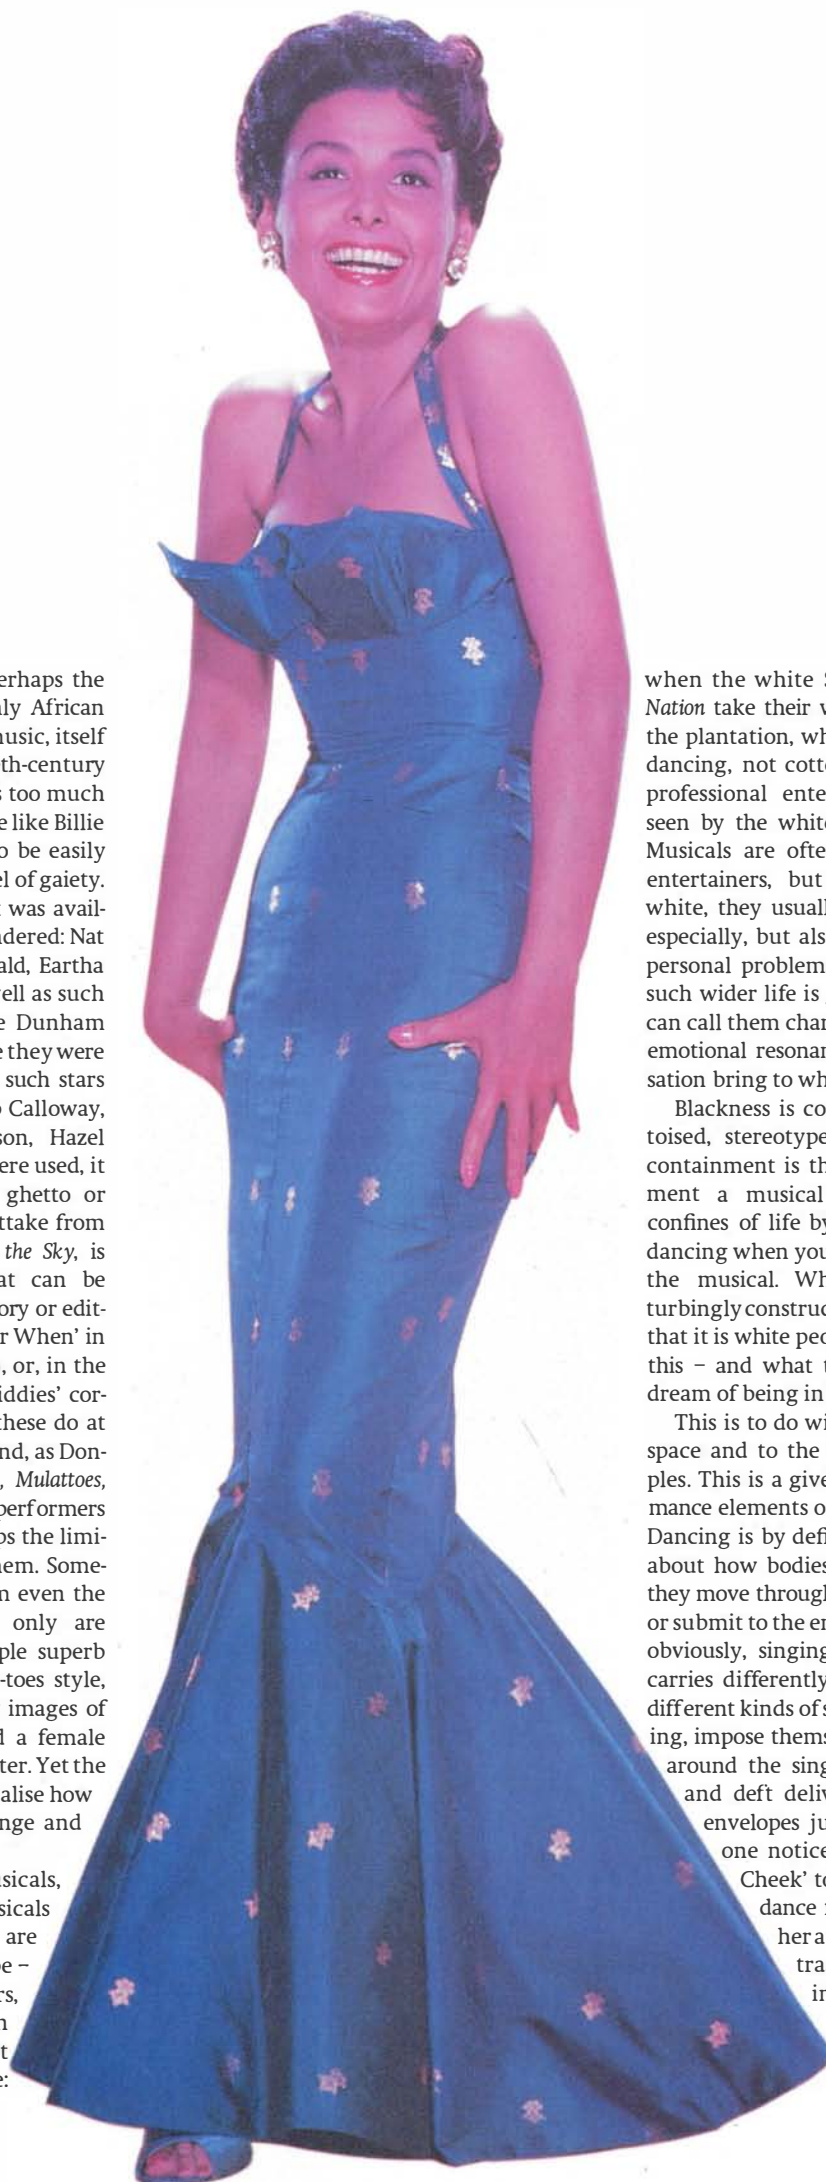 erhaps the
ly African
nusic, itself
th-century
s too much
e like Billie
o be easily
el of gaiety.
t was avail-
ndered: Nat
ald, Eartha
vell as such
e Dunham
e they were
such stars
o Calloway,
son, Hazel
ere used, it
ghetto or
ttake from
the Sky, is
at can be
ory or edit-
r When' in
, or, in the
iddies' cor-
these do at
nd, as Don-
, Mulattoes,
performers
os the limi-
nem. Some-
n even the
only are
ple superb
-toes style,
images of
d a female
ter. Yet the
alise how
nge and
usicals,
sicals
are
be –
rs,
n
t
e:
when the white S
Nation take their v
the plantation, wh
dancing, not cotto
professional ente
seen by the white
Musicals are ofte
entertainers, but
white, they usuall
especially, but als
personal problem
such wider life is
can call them char
emotional resonan
sation bring to wh
Blackness is co
toised, stereotype
containment is th
ment a musical
confines of life by
dancing when you
the musical. Wh
turbingly construc
that it is white peo
this – and what t
dream of being in
This is to do wi
space and to the
ples. This is a give
mance elements o
Dancing is by defi
about how bodies
they move through
or submit to the en
obviously, singing
carries differently
different kinds of s
ing, impose thems
around the sing
and deft deliv
envelopes ju
one notice
Cheek' to
dance
her a
tra
in